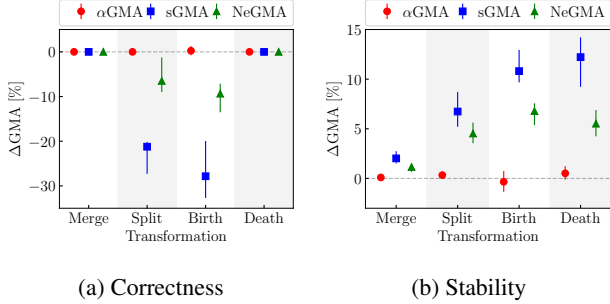 αGMA sGMA NeGMA
ΔGMA [%]
0
−10
−20
−30
Merge Split Birth Death
Transformation
(a) Correctness
αGMA sGMA NeGMA
ΔGMA [%]
15
10
5
0
Merge Split Birth Death
Transformation
(b) Stability